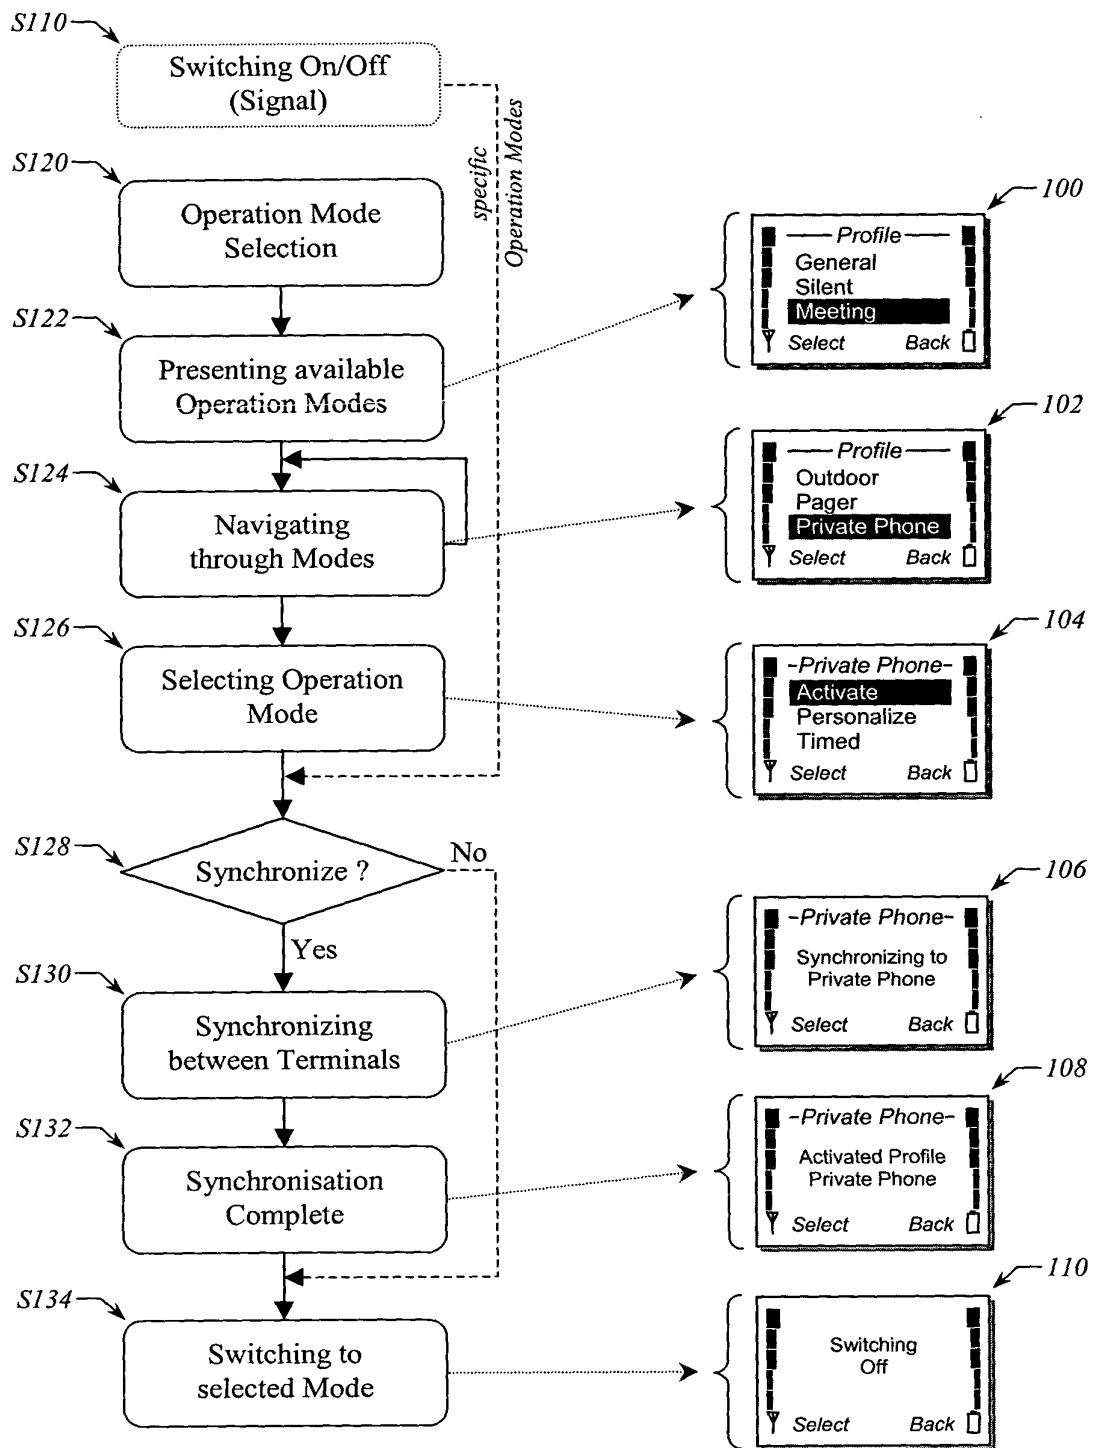 S110
Switching On/Off
(Signal)
specific
Operation Modes
S120
Operation Mode
Selection
S122
Presenting available
Operation Modes
100
Profile
General
Silent
Meeting
Select Back
S124
Navigating
through Modes
102
Profile
Outdoor
Pager
Private Phone
Select Back
S126
Selecting Operation
Mode
104
-Private Phone-
Activate
Personalize
Timed
Select Back
S128
Synchronize ?
No
Yes
S130
Synchronizing
between Terminals
106
-Private Phone-
Synchronizing to
Private Phone
Select Back
S132
Synchronisation
Complete
108
-Private Phone-
Activated Profile
Private Phone
Select Back
S134
Switching to
selected Mode
110
Switching
Off
Select Back